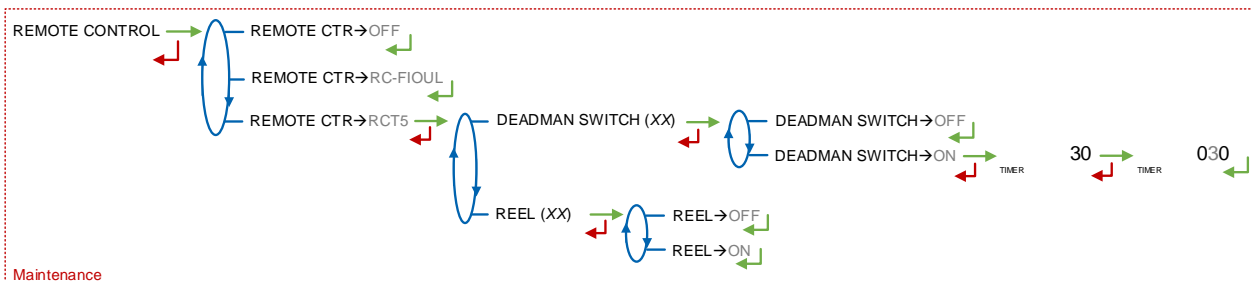 REMOTE CONTROL
REMOTE CTR→OFF
REMOTE CTR→RC-FIOUL
REMOTE CTR→RCT5
DEADMAN SWITCH (XX)
DEADMAN SWITCH→OFF
DEADMAN SWITCH→ON
TIMER 30
TIMER 030
REEL (XX)
REEL→OFF
REEL→ON
Maintenance